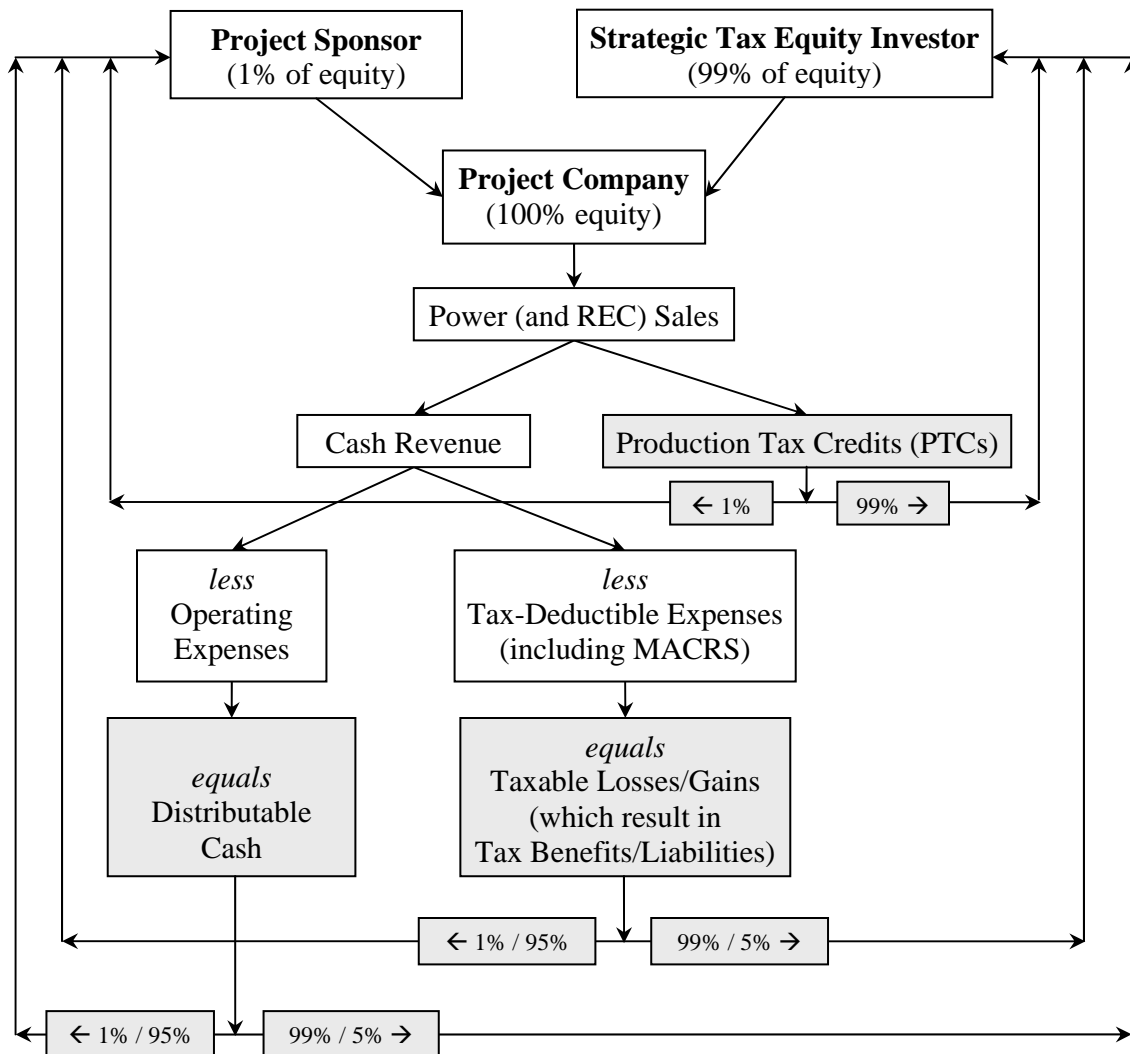 Project Sponsor
(1% of equity)
Strategic Tax Equity Investor
(99% of equity)
Project Company
(100% equity)
Power (and REC) Sales
Cash Revenue
Production Tax Credits (PTCs)
← 1%
99% →
less
Operating
Expenses
less
Tax-Deductible Expenses
(including MACRS)
equals
Distributable
Cash
equals
Taxable Losses/Gains
(which result in
Tax Benefits/Liabilities)
← 1% / 95%
99% / 5% →
← 1% / 95%
99% / 5% →